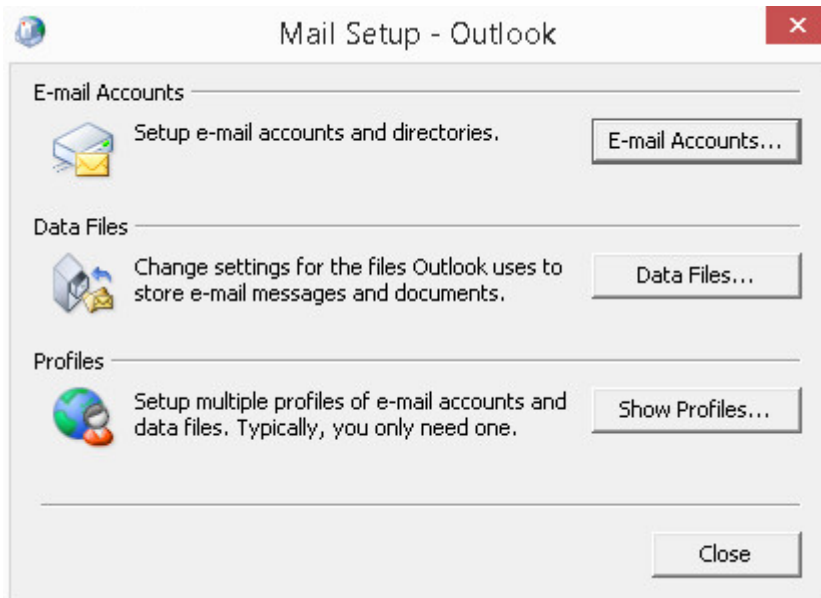 Mail Setup - Outlook
E-mail Accounts
Setup e-mail accounts and directories.
E-mail Accounts...
Data Files
Change settings for the files Outlook uses to
store e-mail messages and documents.
Data Files...
Profiles
Setup multiple profiles of e-mail accounts and
data files. Typically, you only need one.
Show Profiles...
Close